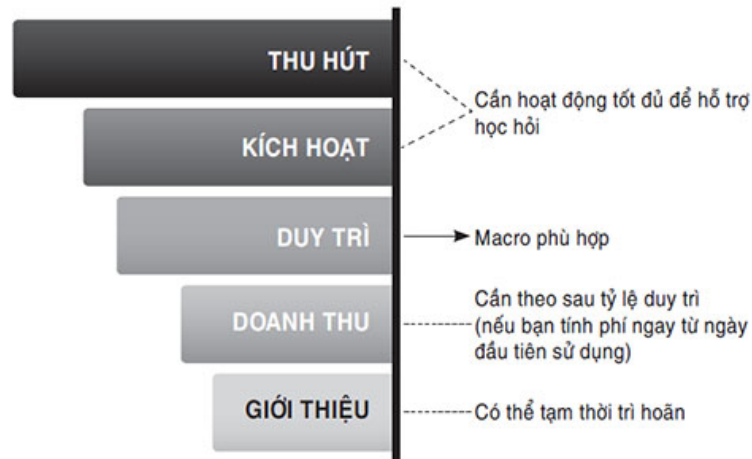 THU HÚT
Cần hoạt động tốt đủ để hỗ trợ
học hỏi
KÍCH HOẠT
DUY TRÌ
Macro phù hợp
DOANH THU
Cần theo sau tỷ lệ duy trì
(nếu bạn tính phí ngay từ ngày
đầu tiên sử dụng)
GIỚI THIỆU
Có thể tạm thời trì hoãn